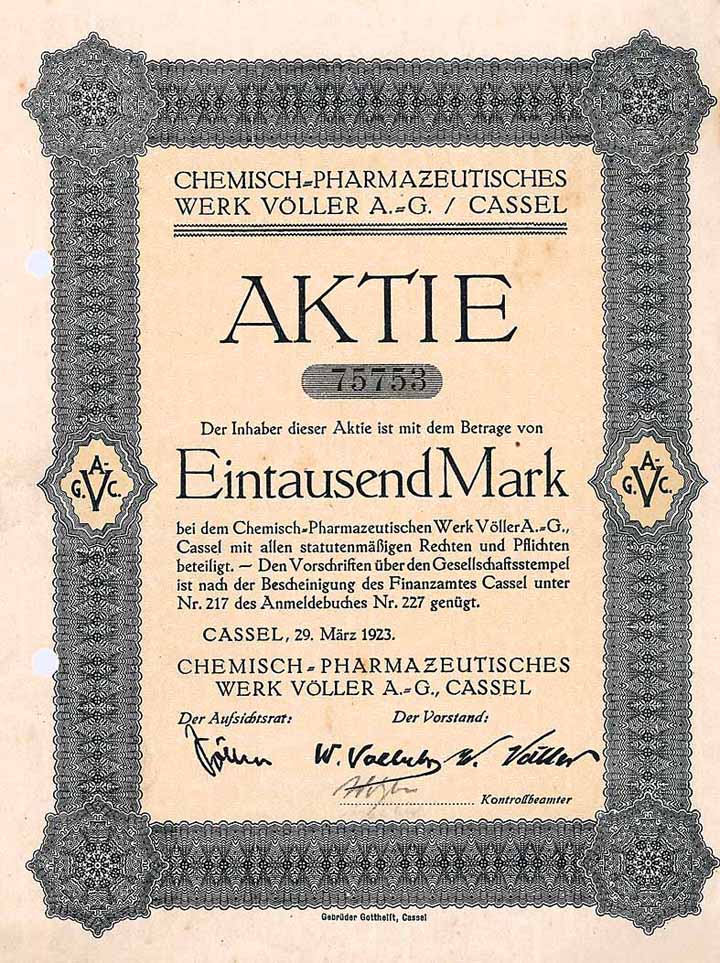 CHEMISCH=PHARMAZEUTISCHES
WERK VÖLLER A.=G. / CASSEL
AKTIE
75753
Der Inhaber dieser Aktie ist mit dem Betrage von
Eintausend Mark
A-
G. V C.
A-
G. V C.
bei dem Chemisch=Pharmazeutischen Werk Völler A.=G.,
Cassel mit allen statutenmäßigen Rechten und Pflichten
beteiligt. — Den Vorschriften über den Gesellschaftsstempel
ist nach der Bescheinigung des Finanzamtes Cassel unter
Nr. 217 des Anmeldebuches Nr. 227 genügt.
CASSEL, 29. März 1923.
CHEMISCH=PHARMAZEUTISCHES
WERK VÖLLER A.=G., CASSEL
Der Aufsichtsrat: Der Vorstand:
W. W. Völler
Kontrollbeamter
Gebrüder Gotthelft, Cassel